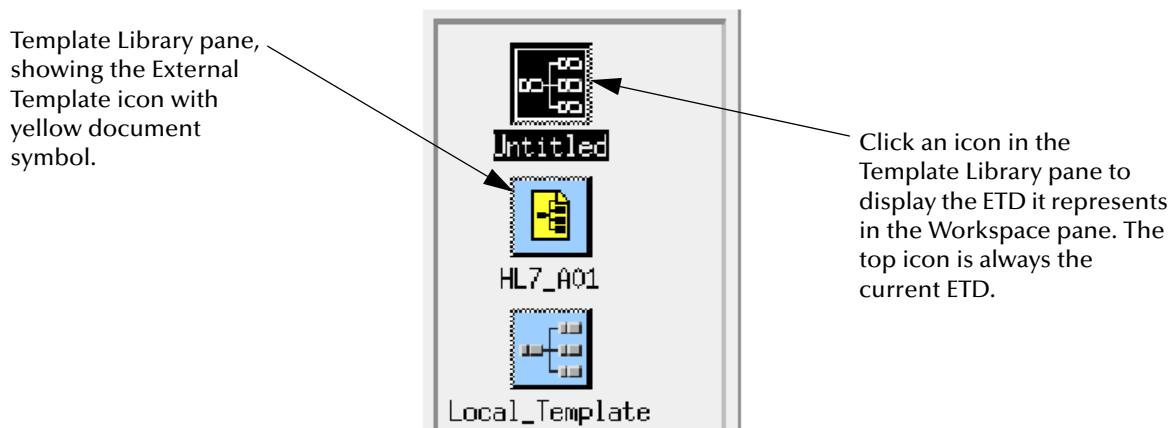 Template Library pane,
showing the External
Template icon with
yellow document
symbol.
Untitled
HL7_A01
Local_Template
Click an icon in the
Template Library pane to
display the ETD it represents
in the Workspace pane. The
top icon is always the
current ETD.